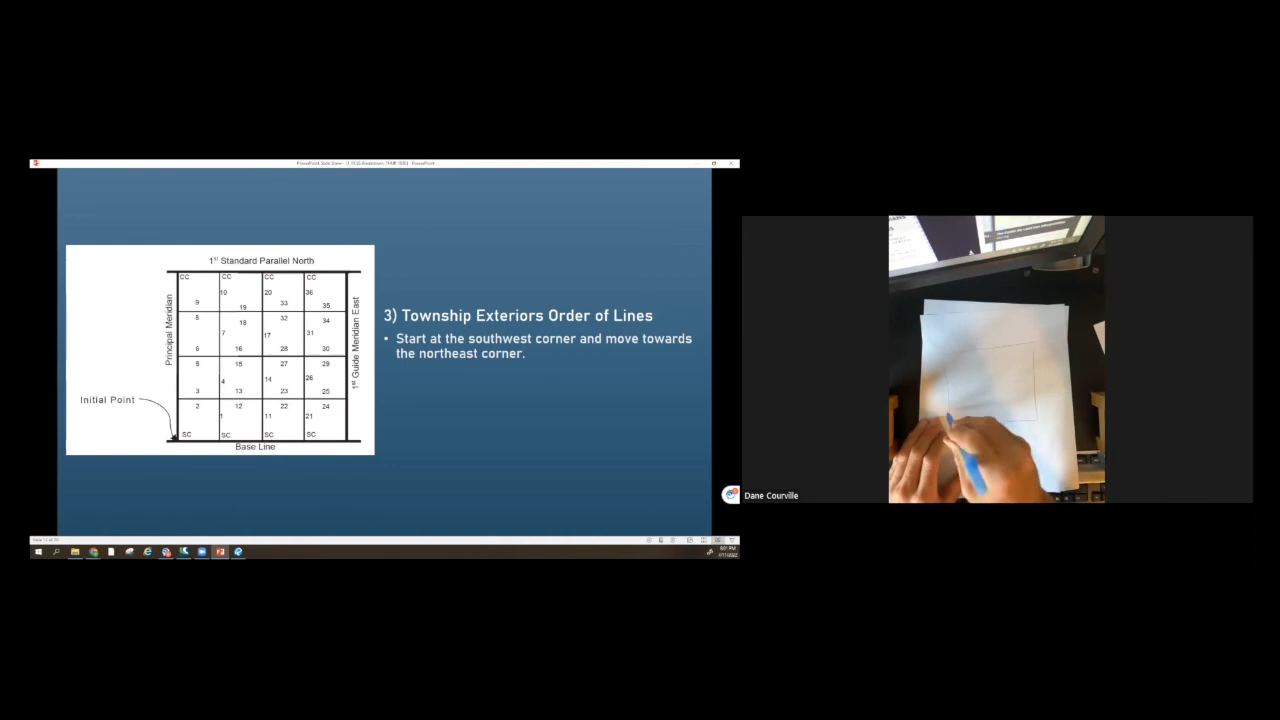 1st Standard Parallel North
CC CC CC CC
10 20 36
9 19 33 35
8 18 32 34
7 17 31
6 16 28 30
5 15 27 29
4 14 26
3 13 23 25
2 12 22 24
1 11 21
SC SC SC SC
Base Line
Principal Meridian
1st Guide Meridian East
Initial Point
3) Township Exteriors Order of Lines
• Start at the southwest corner and move towards
the northeast corner.
Dane Courville